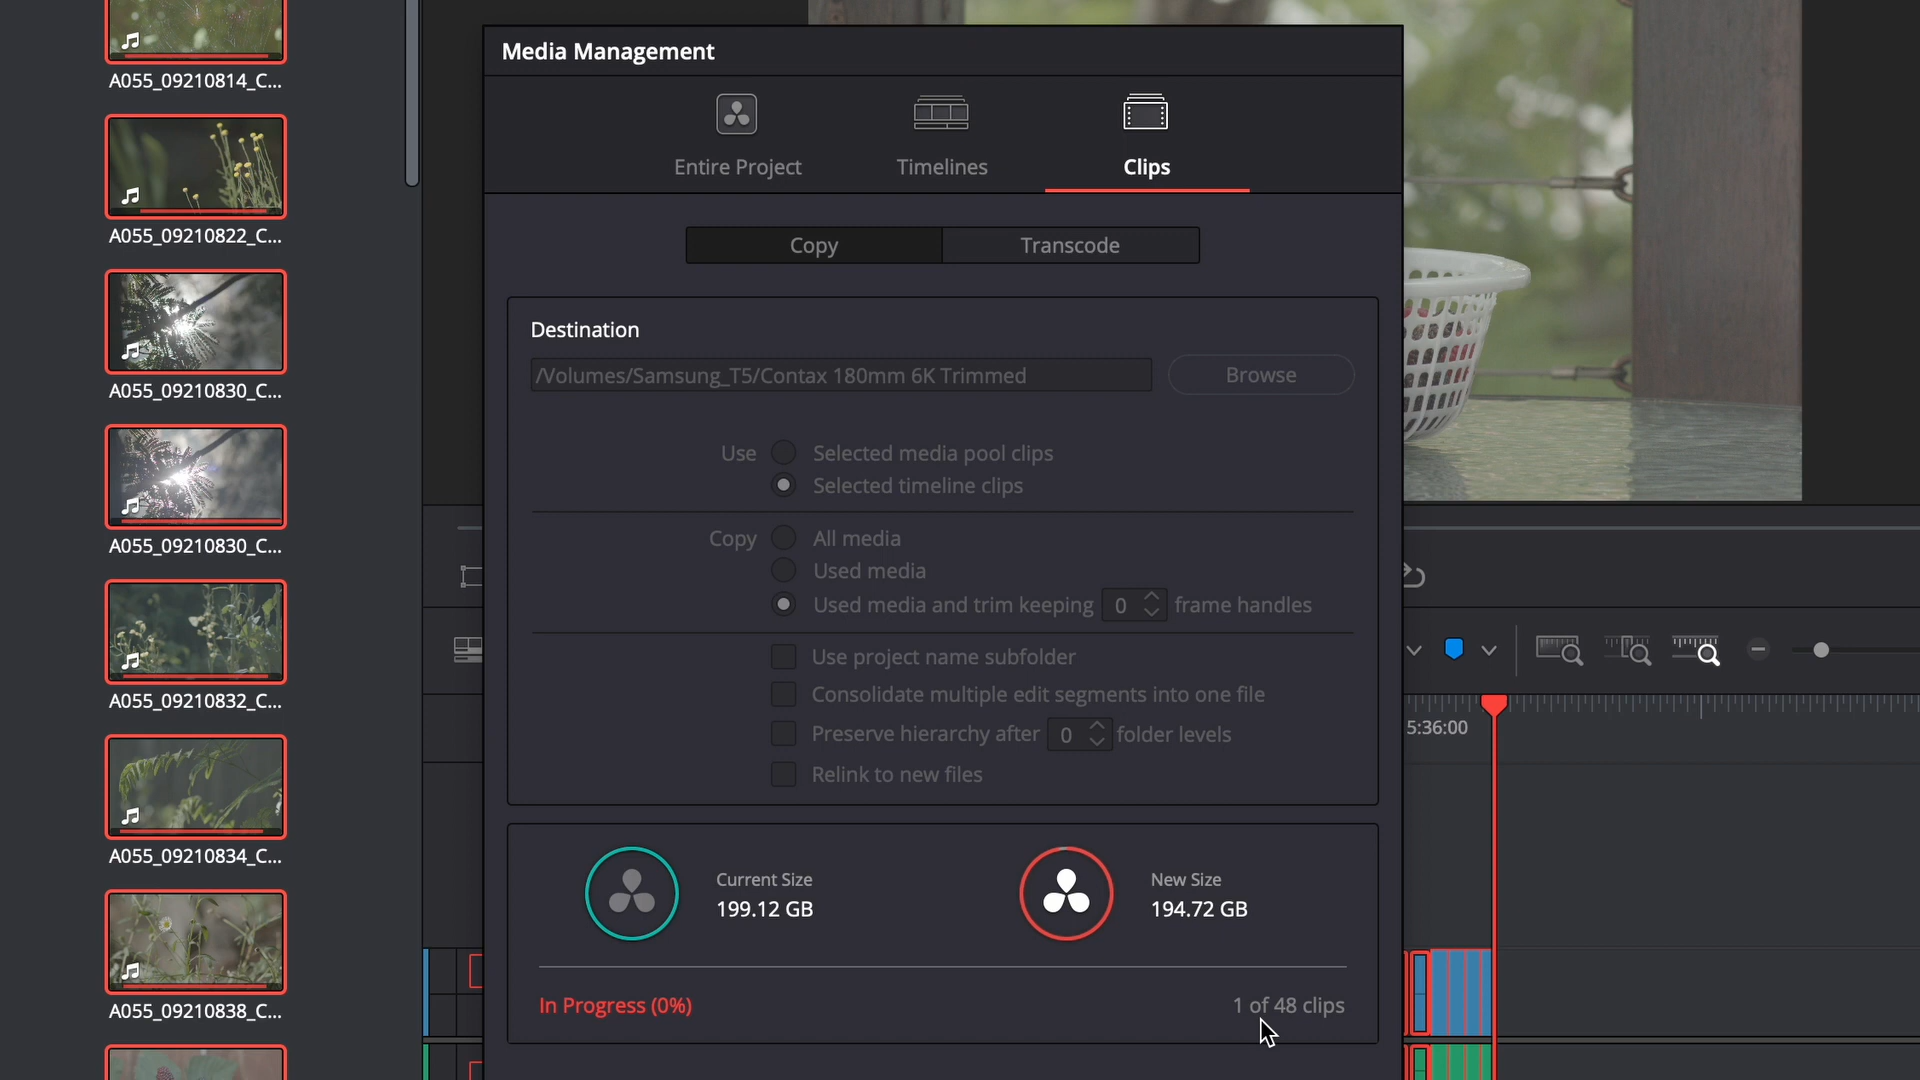 A055_09210814_C...
A055_09210822_C...
A055_09210830_C...
A055_09210830_C...
A055_09210832_C...
A055_09210834_C...
A055_09210838_C...
Media Management
Entire Project
Timelines
Clips
Copy
Transcode
Destination
/Volumes/Samsung_T5/Contax 180mm 6K Trimmed
Browse
Use
Selected media pool clips
Selected timeline clips
Copy
All media
Used media
Used media and trim keeping 0 frame handles
Use project name subfolder
Consolidate multiple edit segments into one file
Preserve hierarchy after 0 folder levels
Relink to new files
Current Size
199.12 GB
New Size
194.72 GB
In Progress (0%)
1 of 48 clips
5:36:00